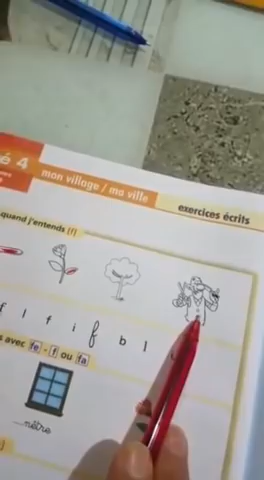 é 4
mon village / ma ville
exercices écrits
quand j'entends (f)
f l f i f b l
s avec fe - f ou fa
...nêtre